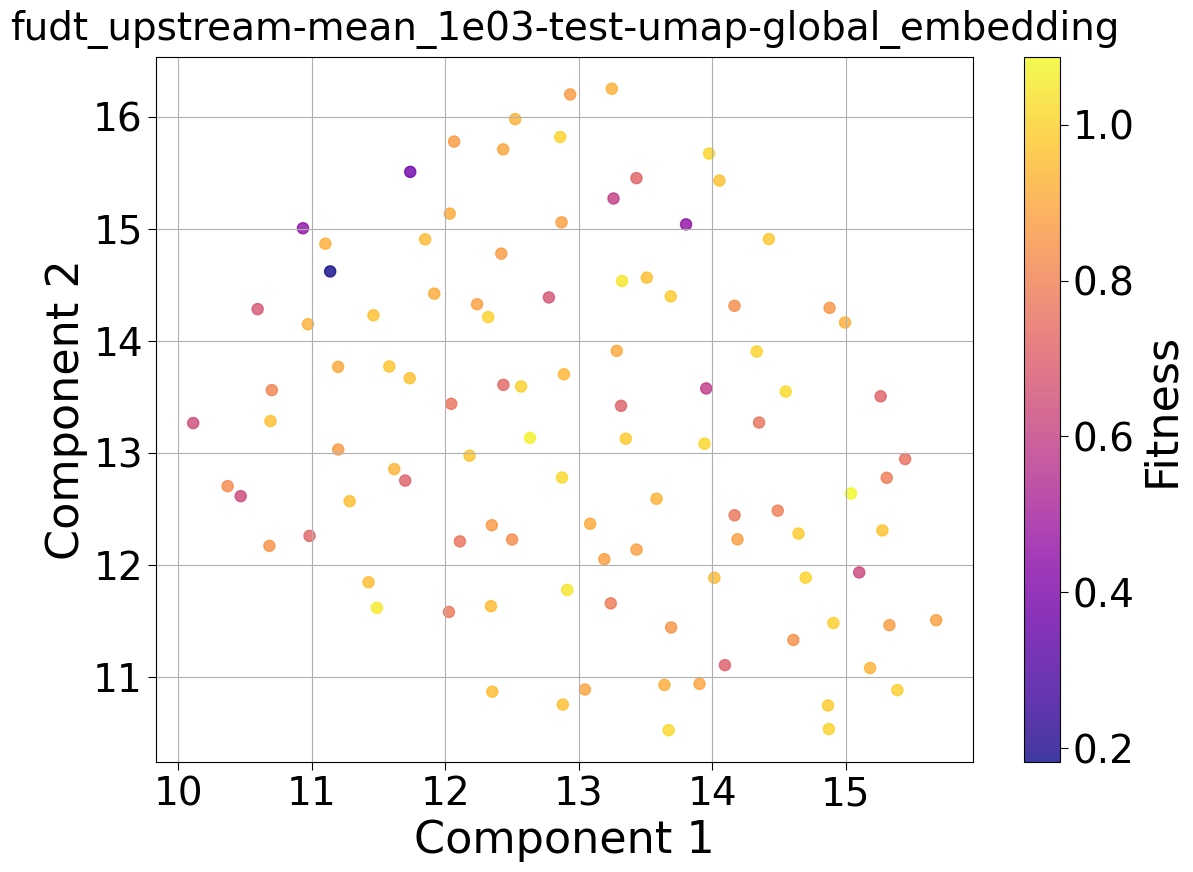 fudt_upstream-mean_1e03-test-umap-global_embedding
16
15
14
13
12
11
10 11 12 13 14 15
Component 1
Component 2
1.0
0.8
0.6
0.4
0.2
Fitness